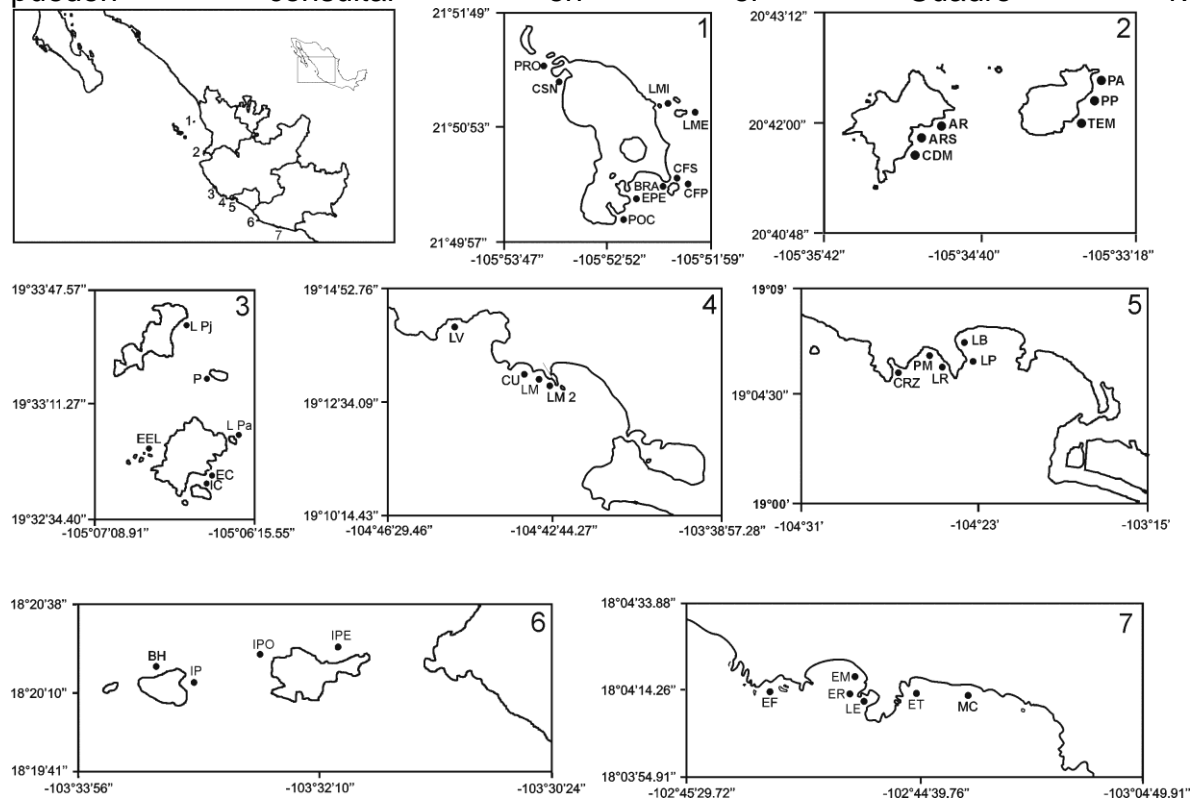 pueden consultar en el Cuadro
1 2 3 4 5 6 7
21°51'49" 1
PRO
CSN
LMI
LME
21°50'53"
CFS
BRA
CFP
EPE
POC
21°49'57"
-105°53'47" -105°52'52" -105°51'59"
20°43'12" 2
PA
PP
20°42'00" AR TEM
ARS
CDM
20°40'48"
-105°35'42" -105°34'40" -105°33'18"
19°33'47.57" 3
L Pj
P
19°33'11.27"
L Pa
EEL
EC
IC
19°32'34.40"
-105°07'08.91" -105°06'15.55"
19°14'52.76" 4
LV
CU
LM
LM 2
19°12'34.09"
19°10'14.43"
-104°46'29.46" -104°42'44.27" -103°38'57.28"
19°09' 5
LB
PM LP
CRZ LR
19°04'30"
19°00'
-104°31' -104°23' -103°15'
18°20'38" 6
IPE
IPO
BH
IP
18°20'10"
18°19'41"
-103°33'56" -103°32'10" -103°30'24"
18°04'33.88" 7
EM
18°04'14.26" EF ER ET MC
LE
18°03'54.91"
-102°45'29.72" -102°44'39.76" -103°04'49.91"